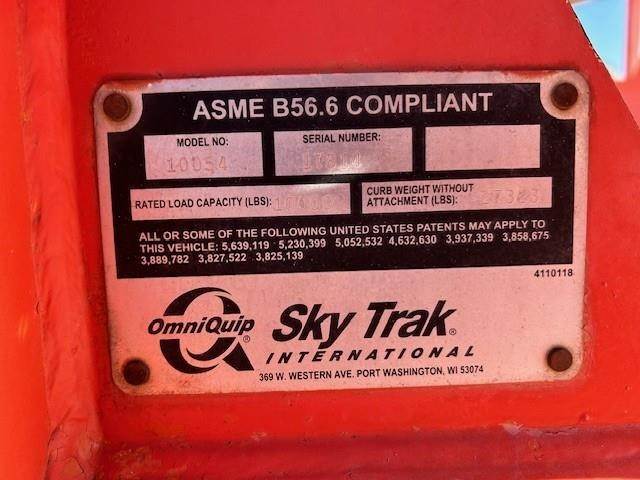 ASME B56.6 COMPLIANT
MODEL NO:
10054
SERIAL NUMBER:
RATED LOAD CAPACITY (LBS):
CURB WEIGHT WITHOUT
ATTACHMENT (LBS):
ALL OR SOME OF THE FOLLOWING UNITED STATES PATENTS MAY APPLY TO
THIS VEHICLE: 5,639,119 5,230,399 5,052,532 4,632,630 3,937,339 3,858,675
3,889,782 3,827,522 3,825,139
4110118
OmniQuip®
Sky Trak®
INTERNATIONAL
369 W. WESTERN AVE. PORT WASHINGTON, WI 53074